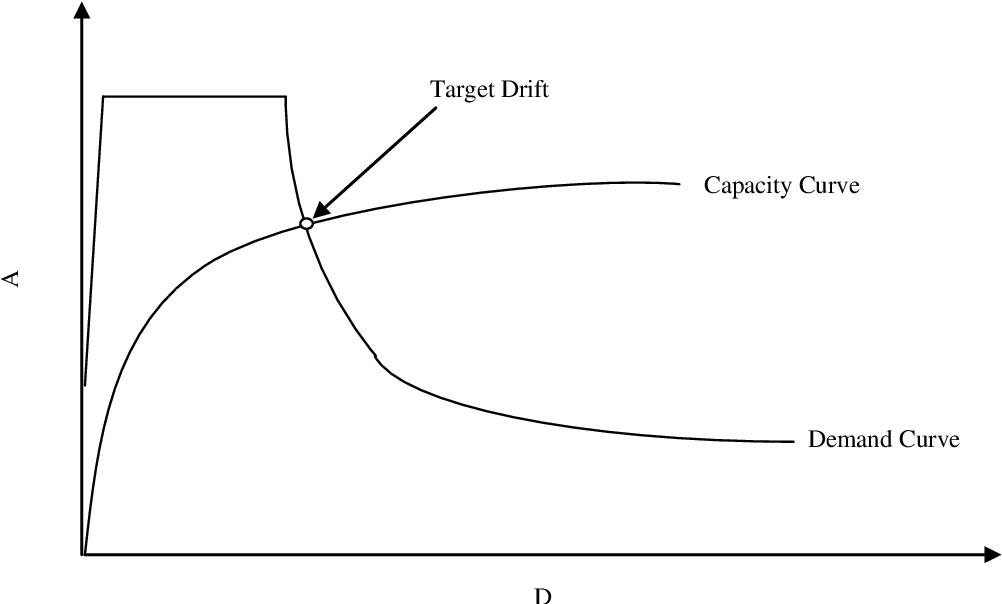 Target Drift
Capacity Curve
A
Demand Curve
D